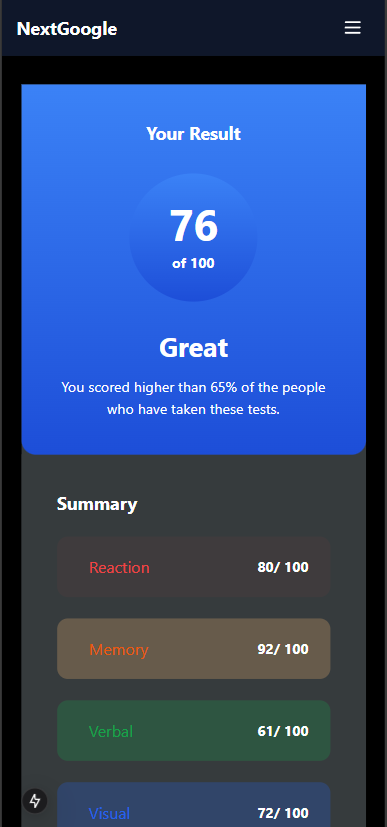 NextGoogle
Your Result
76
of 100
Great
You scored higher than 65% of the people
who have taken these tests.
Summary
Reaction 80/ 100
Memory 92/ 100
Verbal 61/ 100
Visual 72/ 100